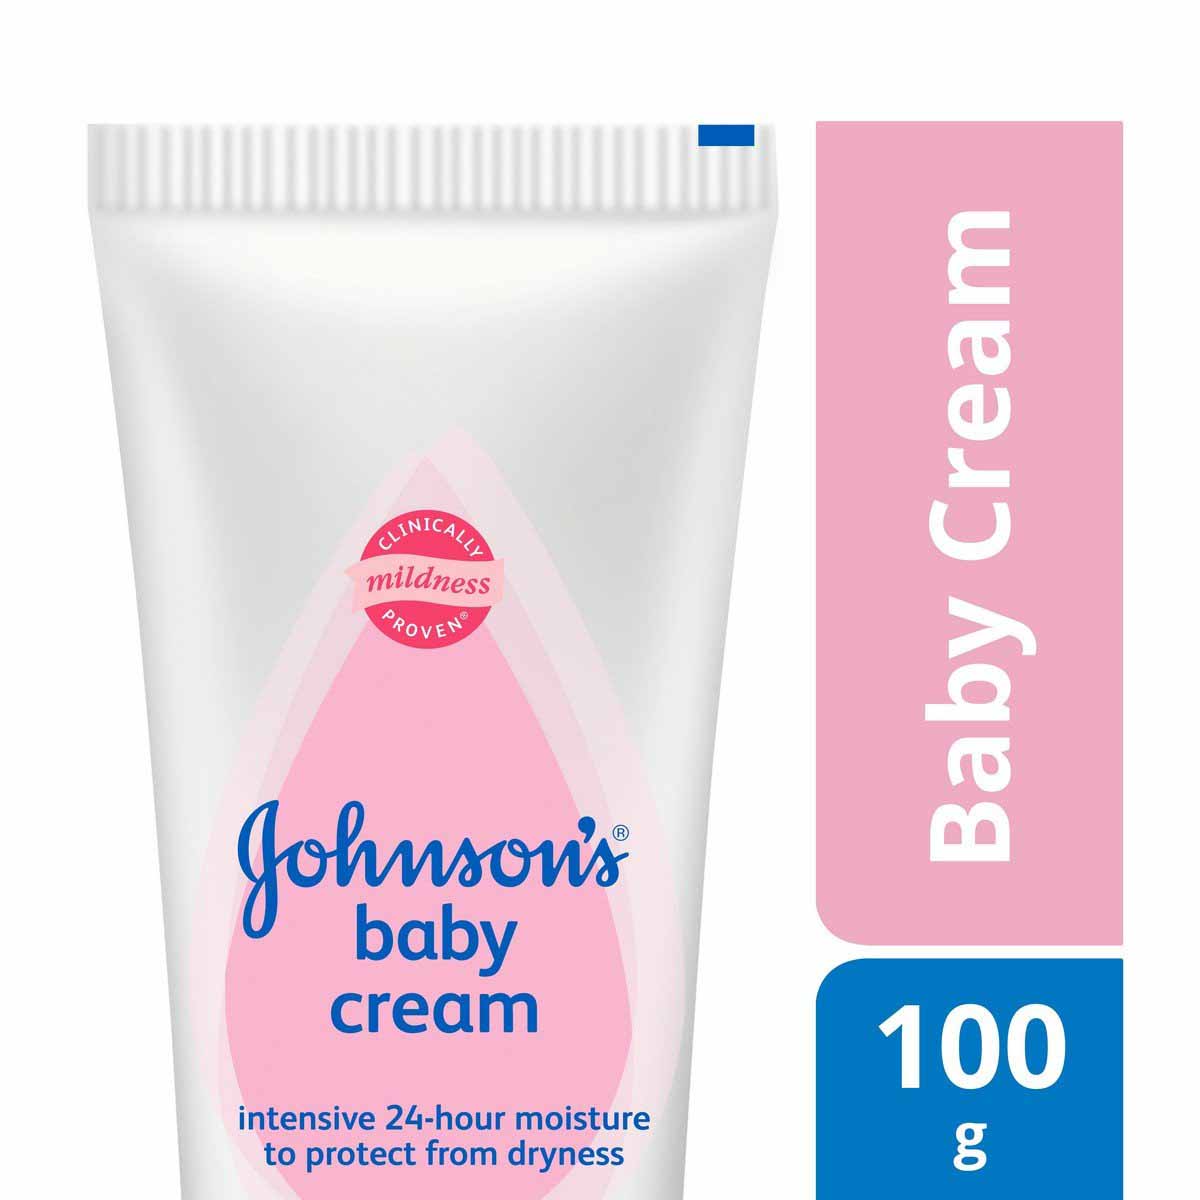 CLINICALLY
mildness
PROVEN®
Johnson's®
baby
cream
intensive 24-hour moisture
to protect from dryness
Baby Cream
100
g